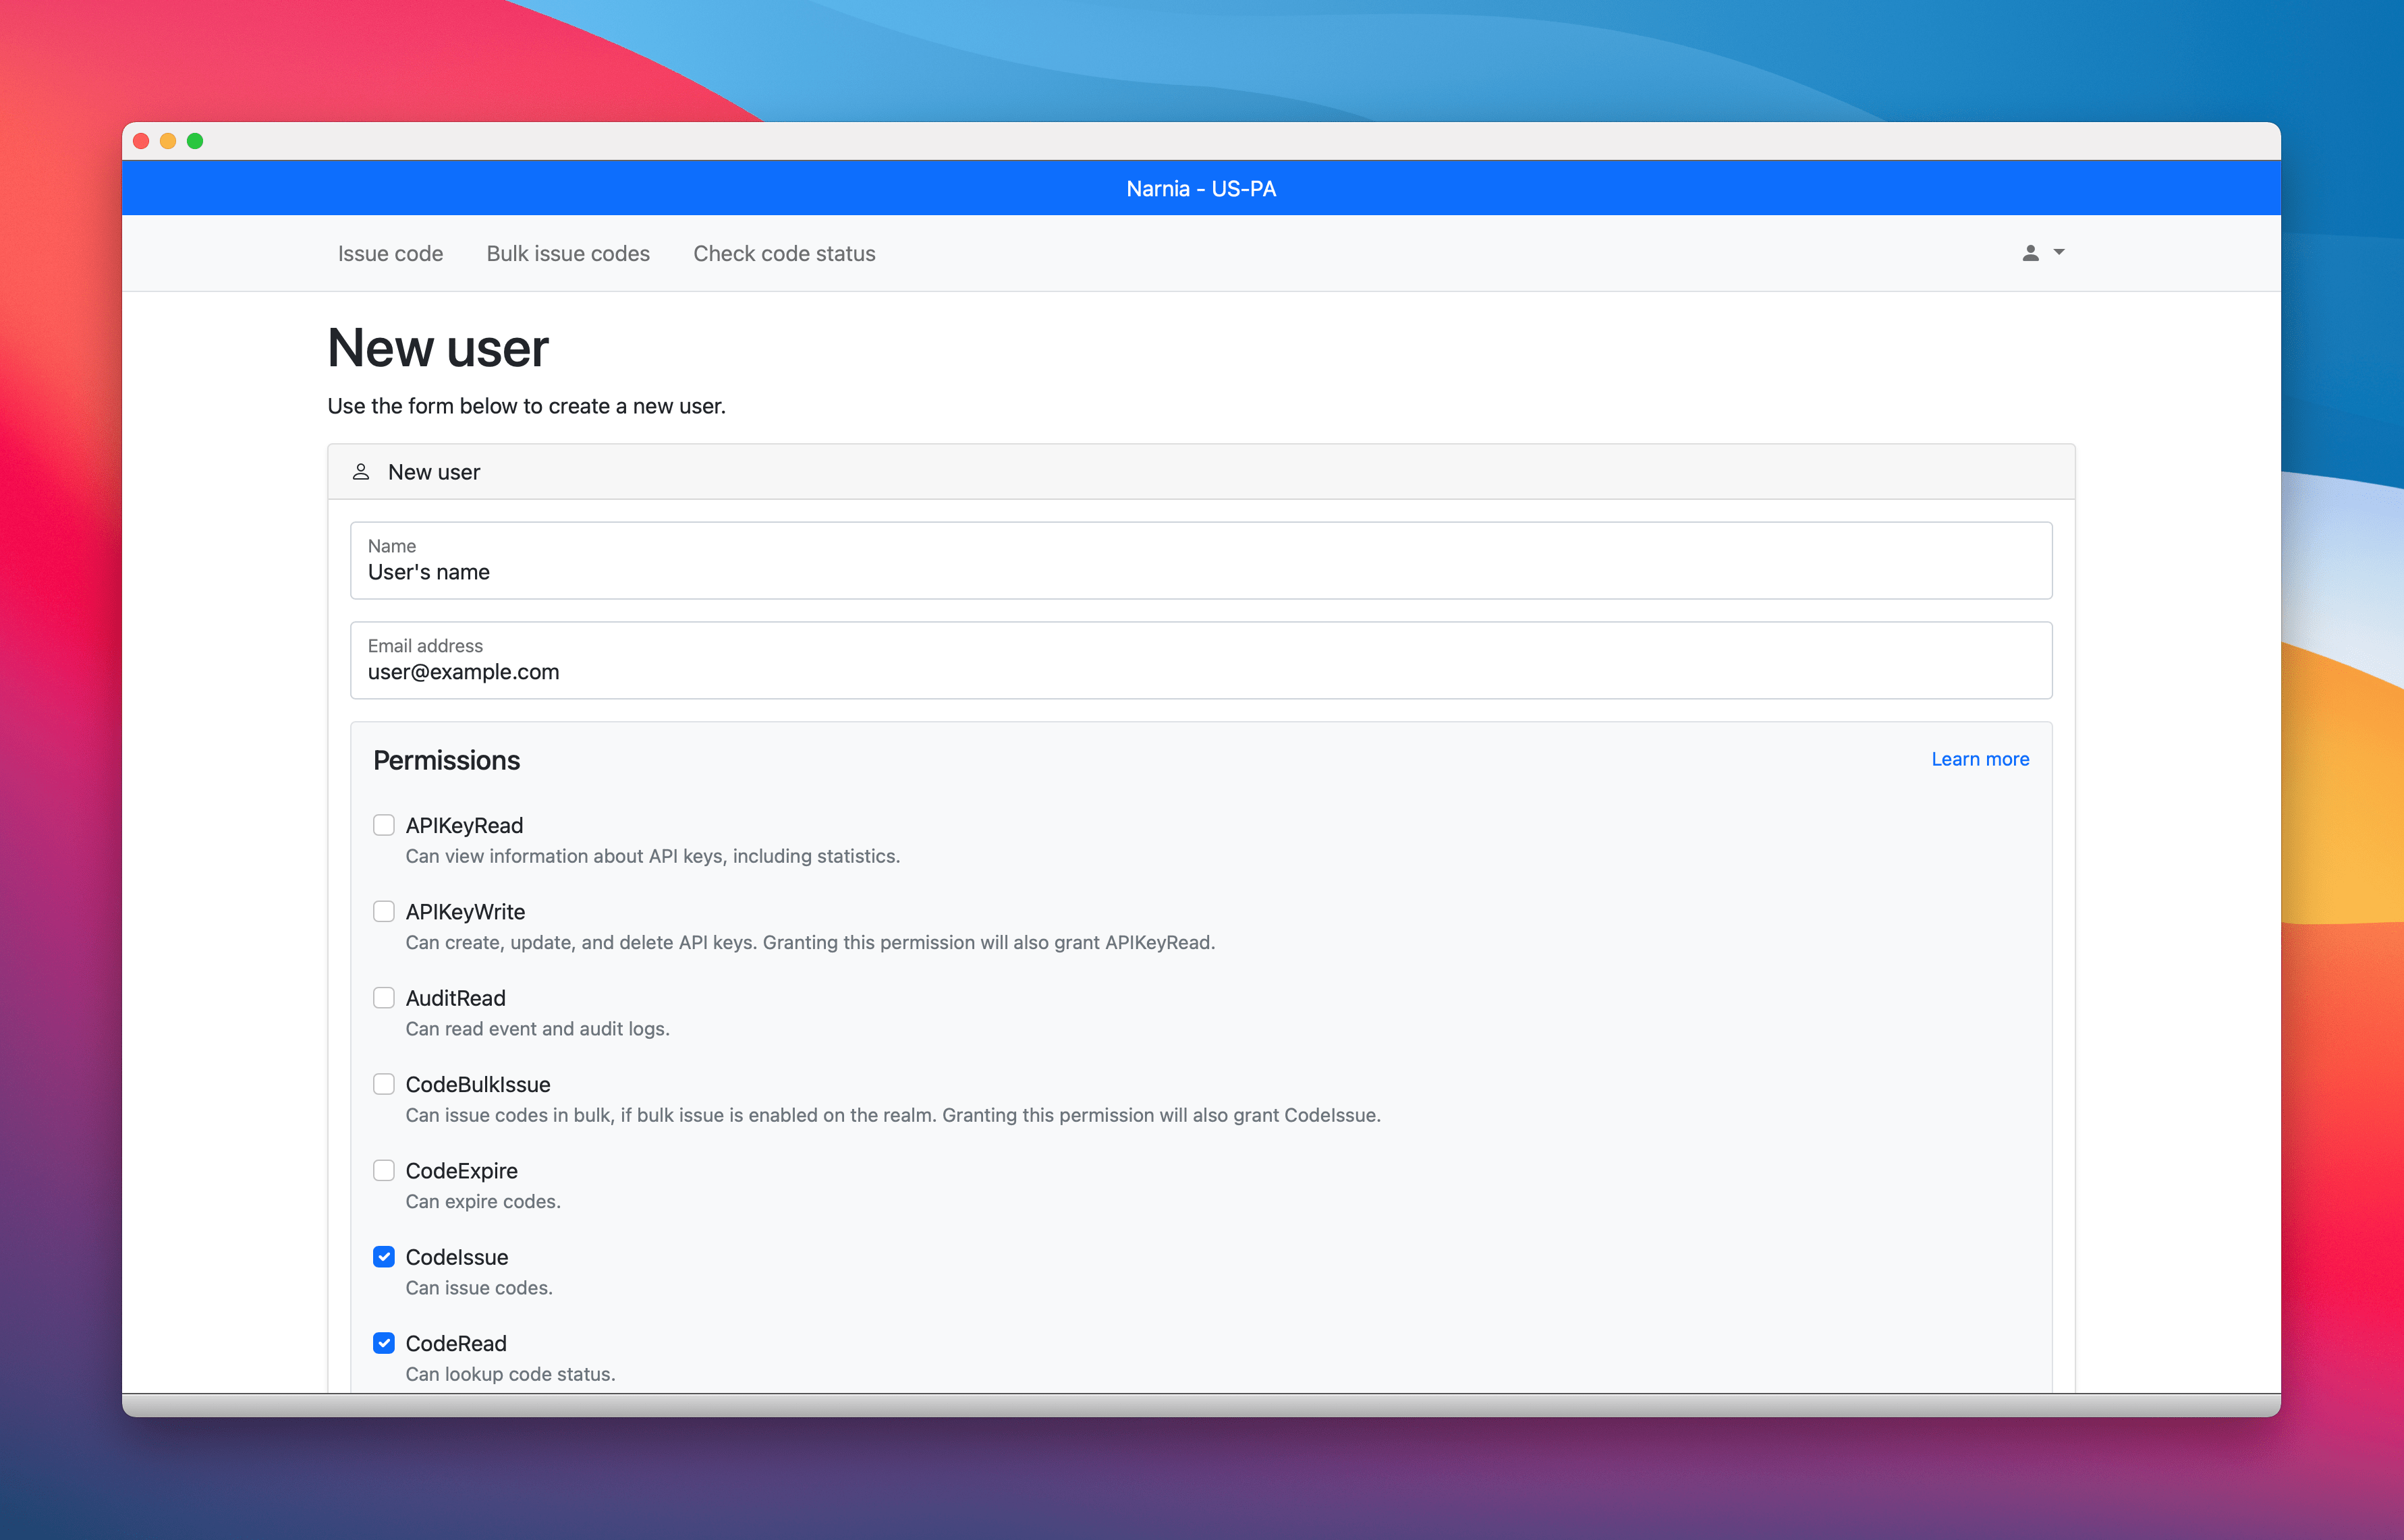 Narnia - US-PA
Issue code Bulk issue codes Check code status
New user
Use the form below to create a new user.
New user
Name
User's name
Email address
user@example.com
Permissions Learn more
APIKeyRead
Can view information about API keys, including statistics.
APIKeyWrite
Can create, update, and delete API keys. Granting this permission will also grant APIKeyRead.
AuditRead
Can read event and audit logs.
CodeBulkIssue
Can issue codes in bulk, if bulk issue is enabled on the realm. Granting this permission will also grant CodeIssue.
CodeExpire
Can expire codes.
CodeIssue
Can issue codes.
CodeRead
Can lookup code status.